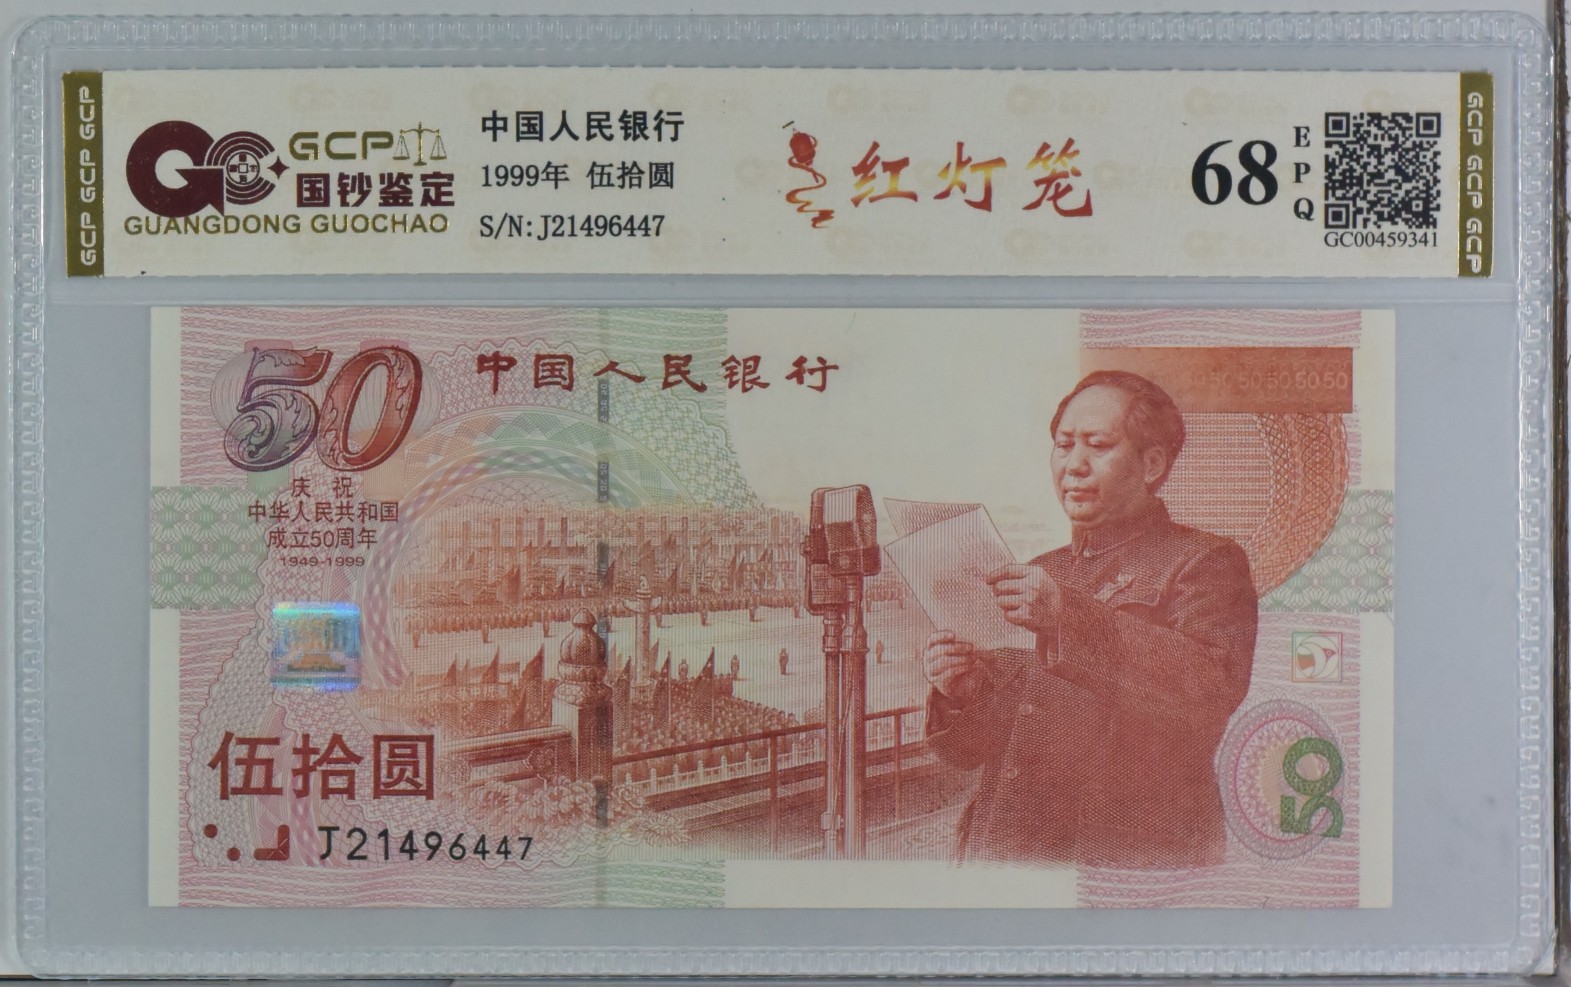 GCP GCP GCP
GCP
国钞鉴定
GUANGDONG GUOCHAO
中国人民银行
1999年 伍拾圆
S/N:J21496447
红灯笼
68
EPQ
GC00459341
GCP GCP GCP
50
中国人民银行
50 50 50 50 50
庆祝
中华人民共和国
成立50周年
1949-1999
伍拾圆
J21496447
50